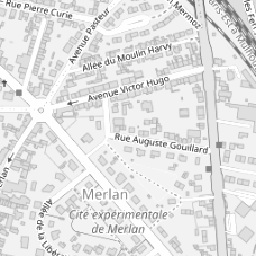 Rue Pierre Curie
Avenue Pasteur
Mermoz
Allée du Moulin Harvy
Avenue Victor Hugo
Rue Auguste Gouillard
Merlan
Cité expérimentale
de Merlan
Allée de la